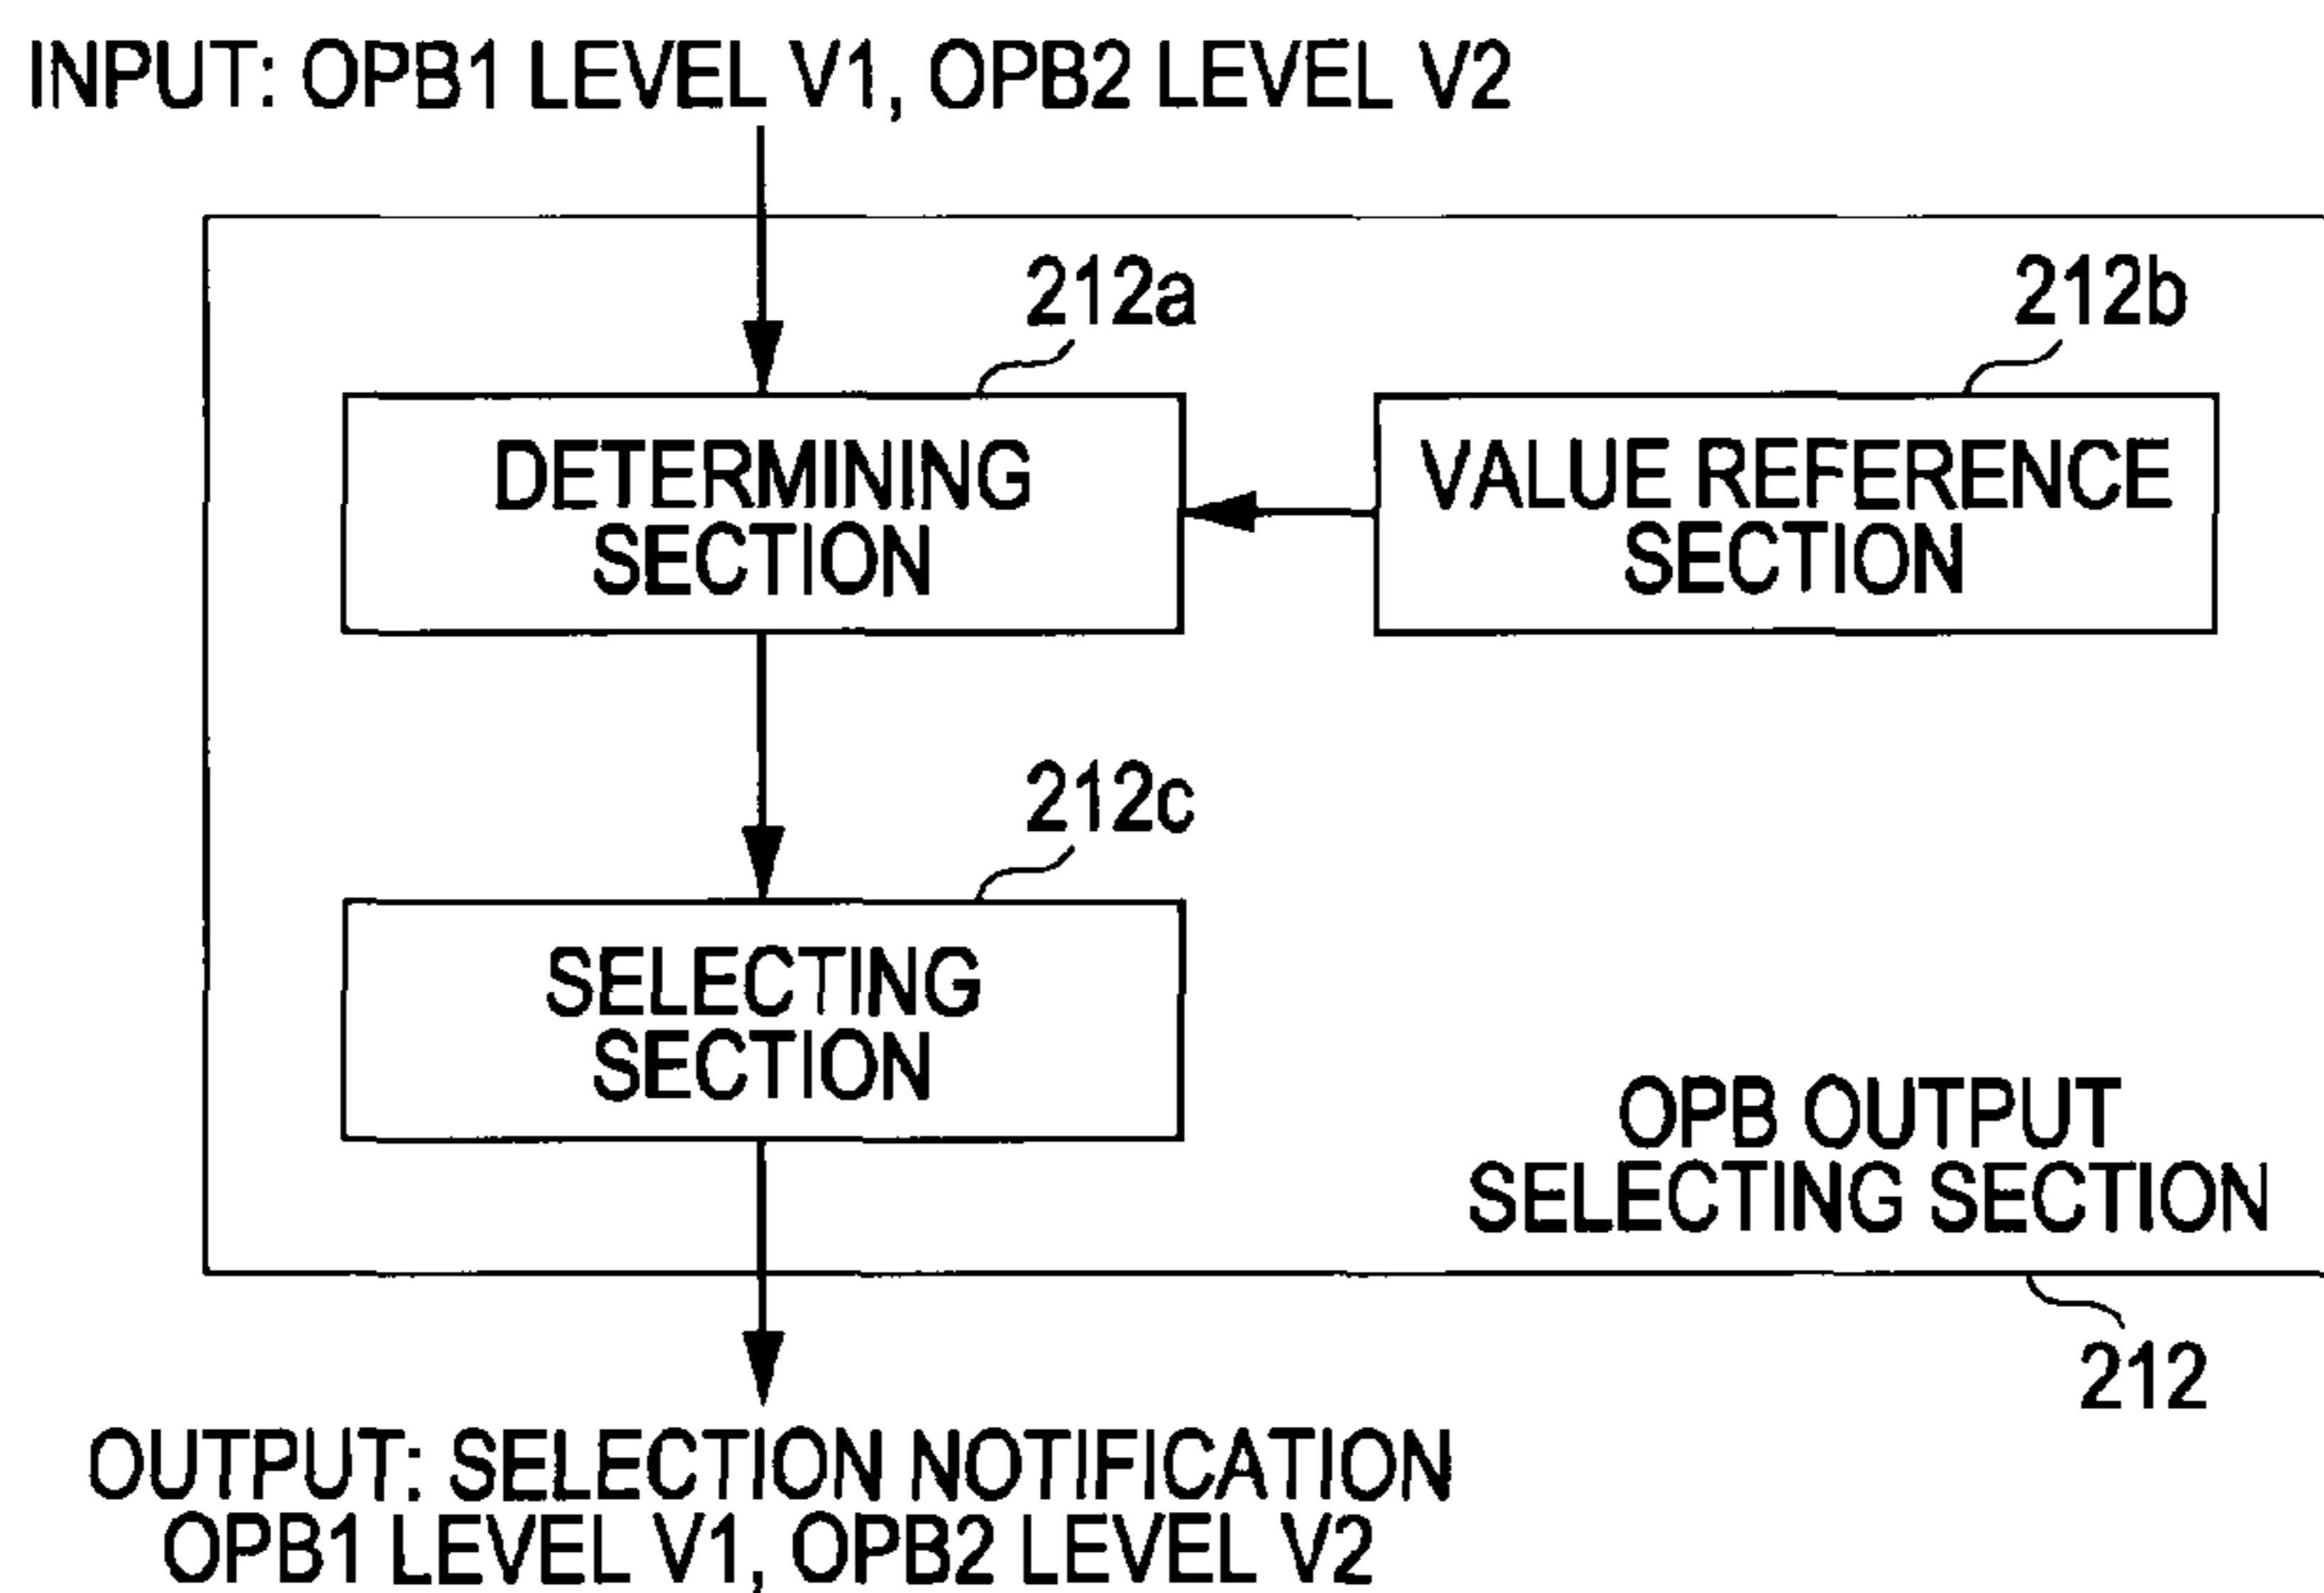 INPUT: OPB1 LEVEL V1, OPB2 LEVEL V2
212a
212b
DETERMINING
SECTION
VALUE REFERENCE
SECTION
212c
SELECTING
SECTION
OPB OUTPUT
SELECTING SECTION
212
OUTPUT: SELECTION NOTIFICATION
OPB1 LEVEL V1, OPB2 LEVEL V2